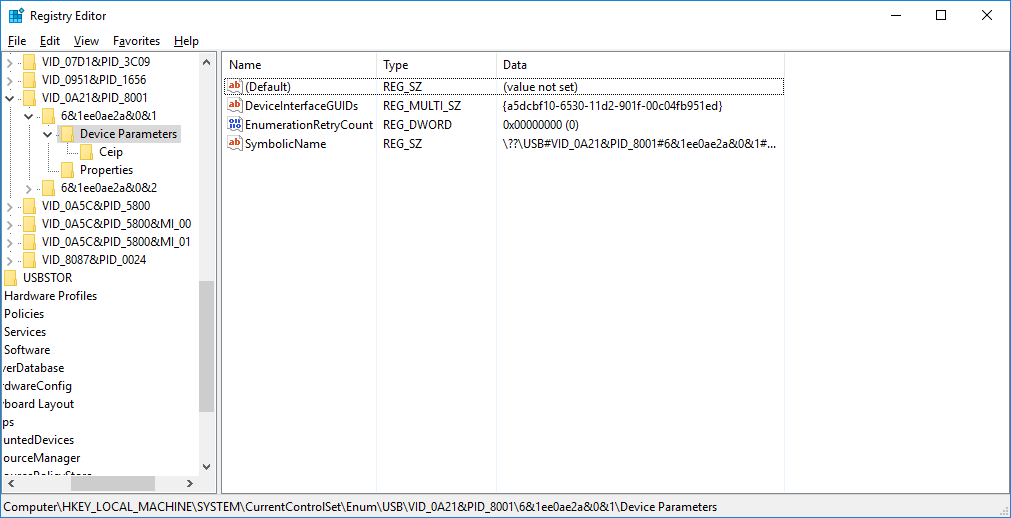 Registry Editor
File Edit View Favorites Help
VID_07D1&PID_3C09
VID_0951&PID_1656
VID_0A21&PID_8001
6&1ee0ae2a&0&1
Device Parameters
Ceip
Properties
6&1ee0ae2a&0&2
VID_0A5C&PID_5800
VID_0A5C&PID_5800&MI_00
VID_0A5C&PID_5800&MI_01
VID_8087&PID_0024
USBSTOR
Hardware Profiles
Policies
Services
Software
verDatabase
rdwareConfig
yboard Layout
ps
untedDevices
ourceManager
Name Type Data
(Default) REG_SZ (value not set)
DeviceInterfaceGUIDs REG_MULTI_SZ {a5dcbf10-6530-11d2-901f-00c04fb951ed}
EnumerationRetryCount REG_DWORD 0x00000000 (0)
SymbolicName REG_SZ \??\USB#VID_0A21&PID_8001#6&1ee0ae2a&0&1#...
Computer\HKEY_LOCAL_MACHINE\SYSTEM\CurrentControlSet\Enum\USB\VID_0A21&PID_8001\6&1ee0ae2a&0&1\Device Parameters